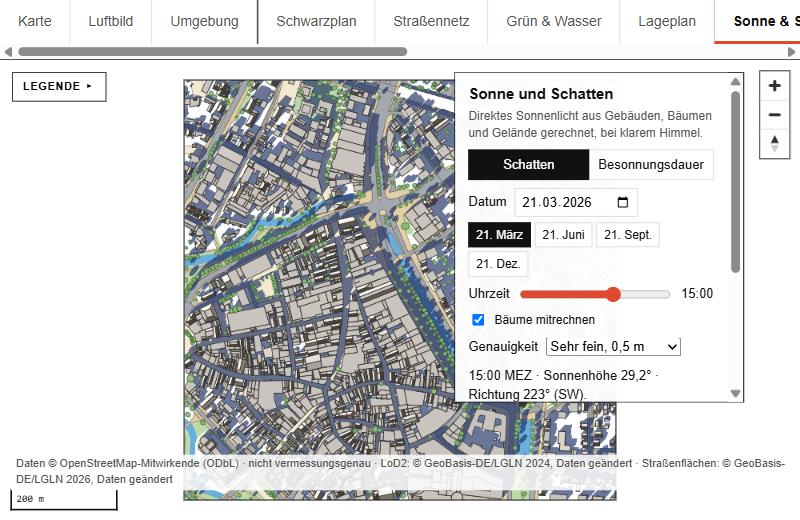 Karte
Luftbild
Umgebung
Schwarzplan
Straßennetz
Grün & Wasser
Lageplan
Sonne & S
LEGENDE
Sonne und Schatten
Direktes Sonnenlicht aus Gebäuden, Bäumen
und Gelände gerechnet, bei klarem Himmel.
Schatten
Besonnungsdauer
Datum 21.03.2026
21. März
21. Juni
21. Sept.
21. Dez.
Uhrzeit 15:00
Bäume mitrechnen
Genauigkeit Sehr fein, 0,5 m
15:00 MEZ · Sonnenhöhe 29,2° ·
Richtung 223° (SW).
Daten © OpenStreetMap-Mitwirkende (ODbL) · nicht vermessungsgenau · LoD2: © GeoBasis-DE/LGLN 2024, Daten geändert · Straßenflächen: © GeoBasis-
DE/LGLN 2026, Daten geändert
200 m